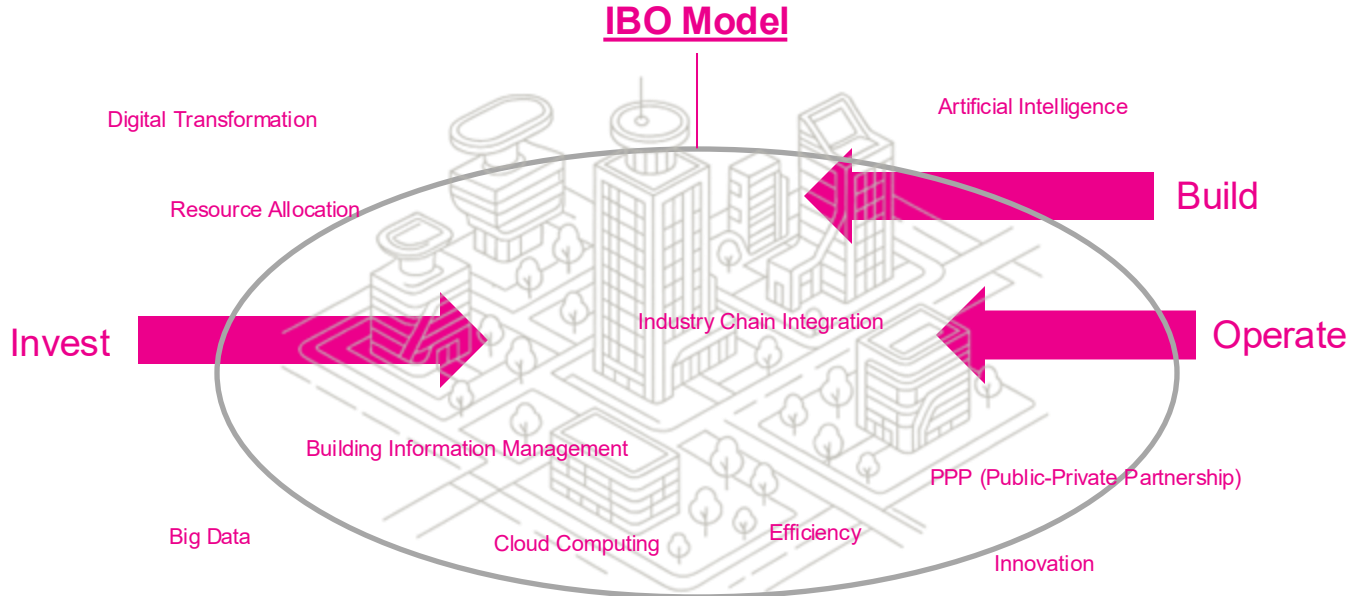 IBO Model
Digital Transformation
Artificial Intelligence
Resource Allocation
Build
Industry Chain Integration
Invest
Operate
Building Information Management
PPP (Public-Private Partnership)
Big Data
Cloud Computing
Efficiency
Innovation